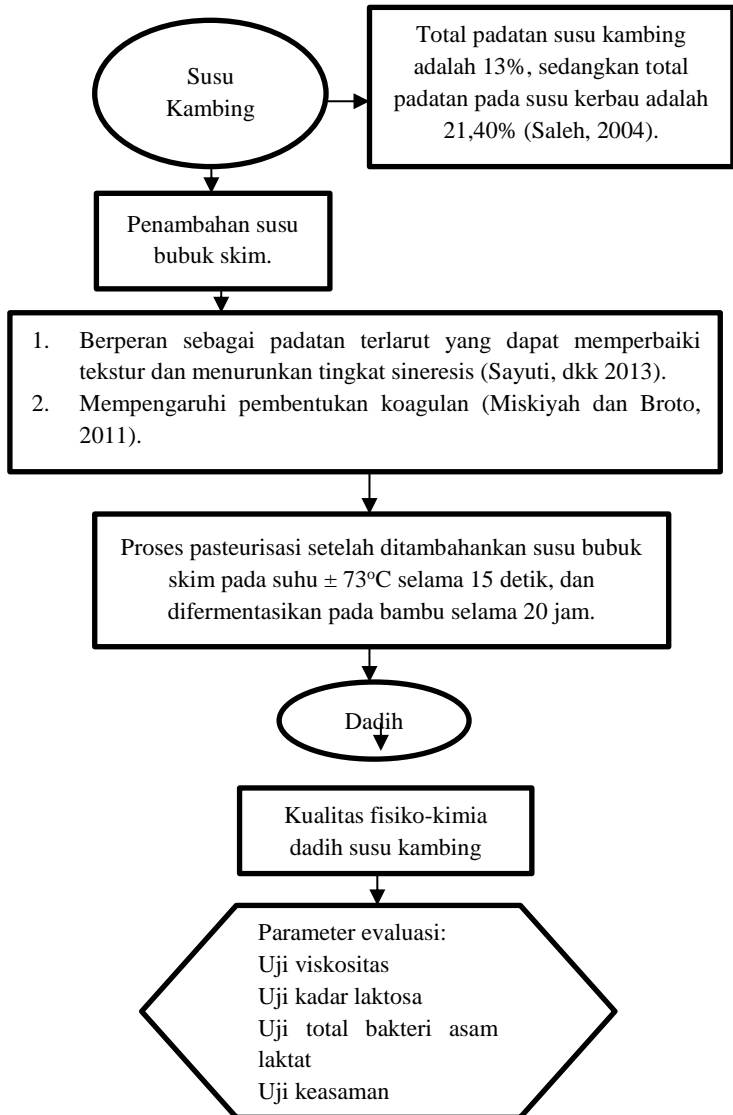 Susu
Kambing
Total padatan susu kambing
adalah 13%, sedangkan total
padatan pada susu kerbau adalah
21,40% (Saleh, 2004).
Penambahan susu
bubuk skim.
1. Berperan sebagai padatan terlarut yang dapat memperbaiki
tekstur dan menurunkan tingkat sineresis (Sayuti, dkk 2013).
2. Mempengaruhi pembentukan koagulan (Miskiyah dan Broto,
2011).
Proses pasteurisasi setelah ditambahankan susu bubuk
skim pada suhu ± 73°C selama 15 detik, dan
difermentasikan pada bambu selama 20 jam.
Dadih
Kualitas fisiko-kimia
dadih susu kambing
Parameter evaluasi:
Uji viskositas
Uji kadar laktosa
Uji total bakteri asam
laktat
Uji keasaman